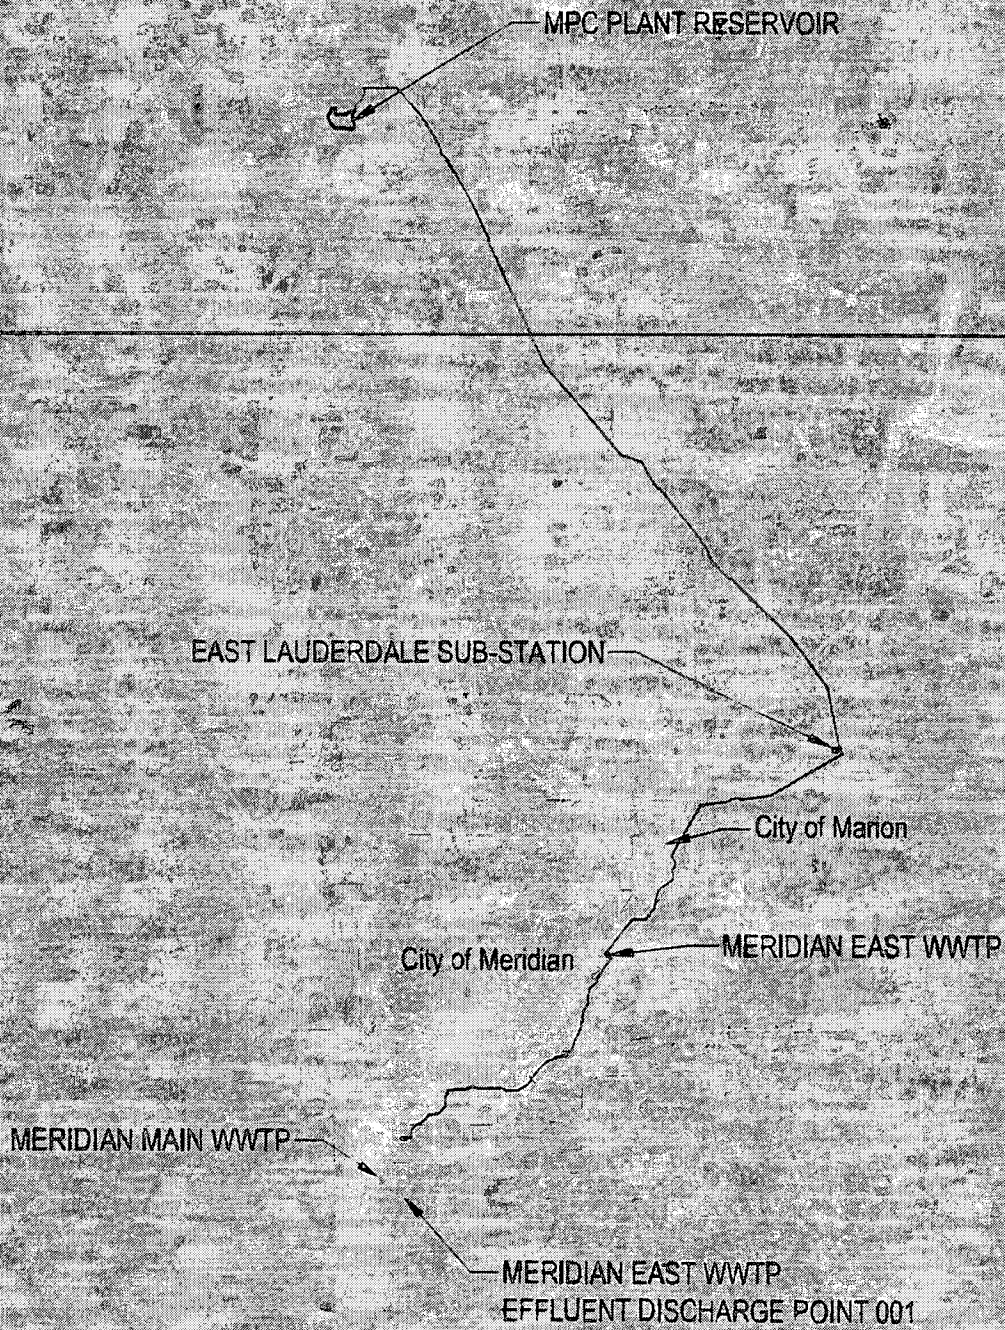 MPC PLANT RESERVOIR
EAST LAUDERDALE SUB-STATION
City of Marion
City of Meridian
MERIDIAN EAST WWTP
MERIDIAN MAIN WWTP
MERIDIAN EAST WWTP
EFFLUENT DISCHARGE POINT 001